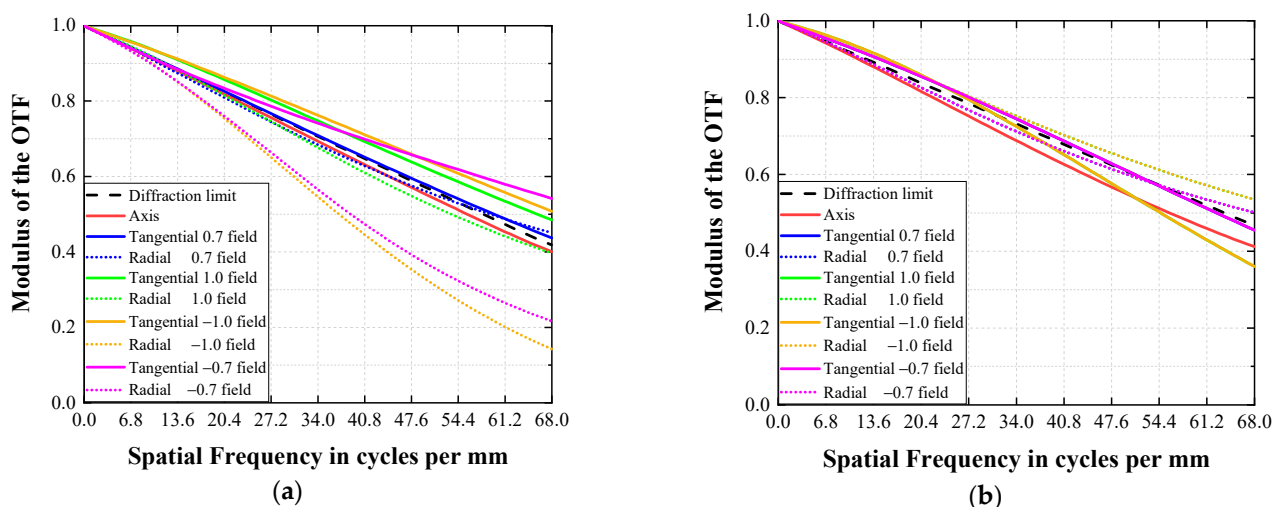 Modulus of the OTF
1.0
0.8
0.6
0.4
0.2
0.0
Diffraction limit
Axis
Tangential 0.7 field
Radial 0.7 field
Tangential 1.0 field
Radial 1.0 field
Tangential −1.0 field
Radial −1.0 field
Tangential −0.7 field
Radial −0.7 field
0.0 6.8 13.6 20.4 27.2 34.0 40.8 47.6 54.4 61.2 68.0
Spatial Frequency in cycles per mm
(a)
Modulus of the OTF
1.0
0.8
0.6
0.4
0.2
0.0
Diffraction limit
Axis
Tangential 0.7 field
Radial 0.7 field
Tangential 1.0 field
Radial 1.0 field
Tangential −1.0 field
Radial −1.0 field
Tangential −0.7 field
Radial −0.7 field
0.0 6.8 13.6 20.4 27.2 34.0 40.8 47.6 54.4 61.2 68.0
Spatial Frequency in cycles per mm
(b)